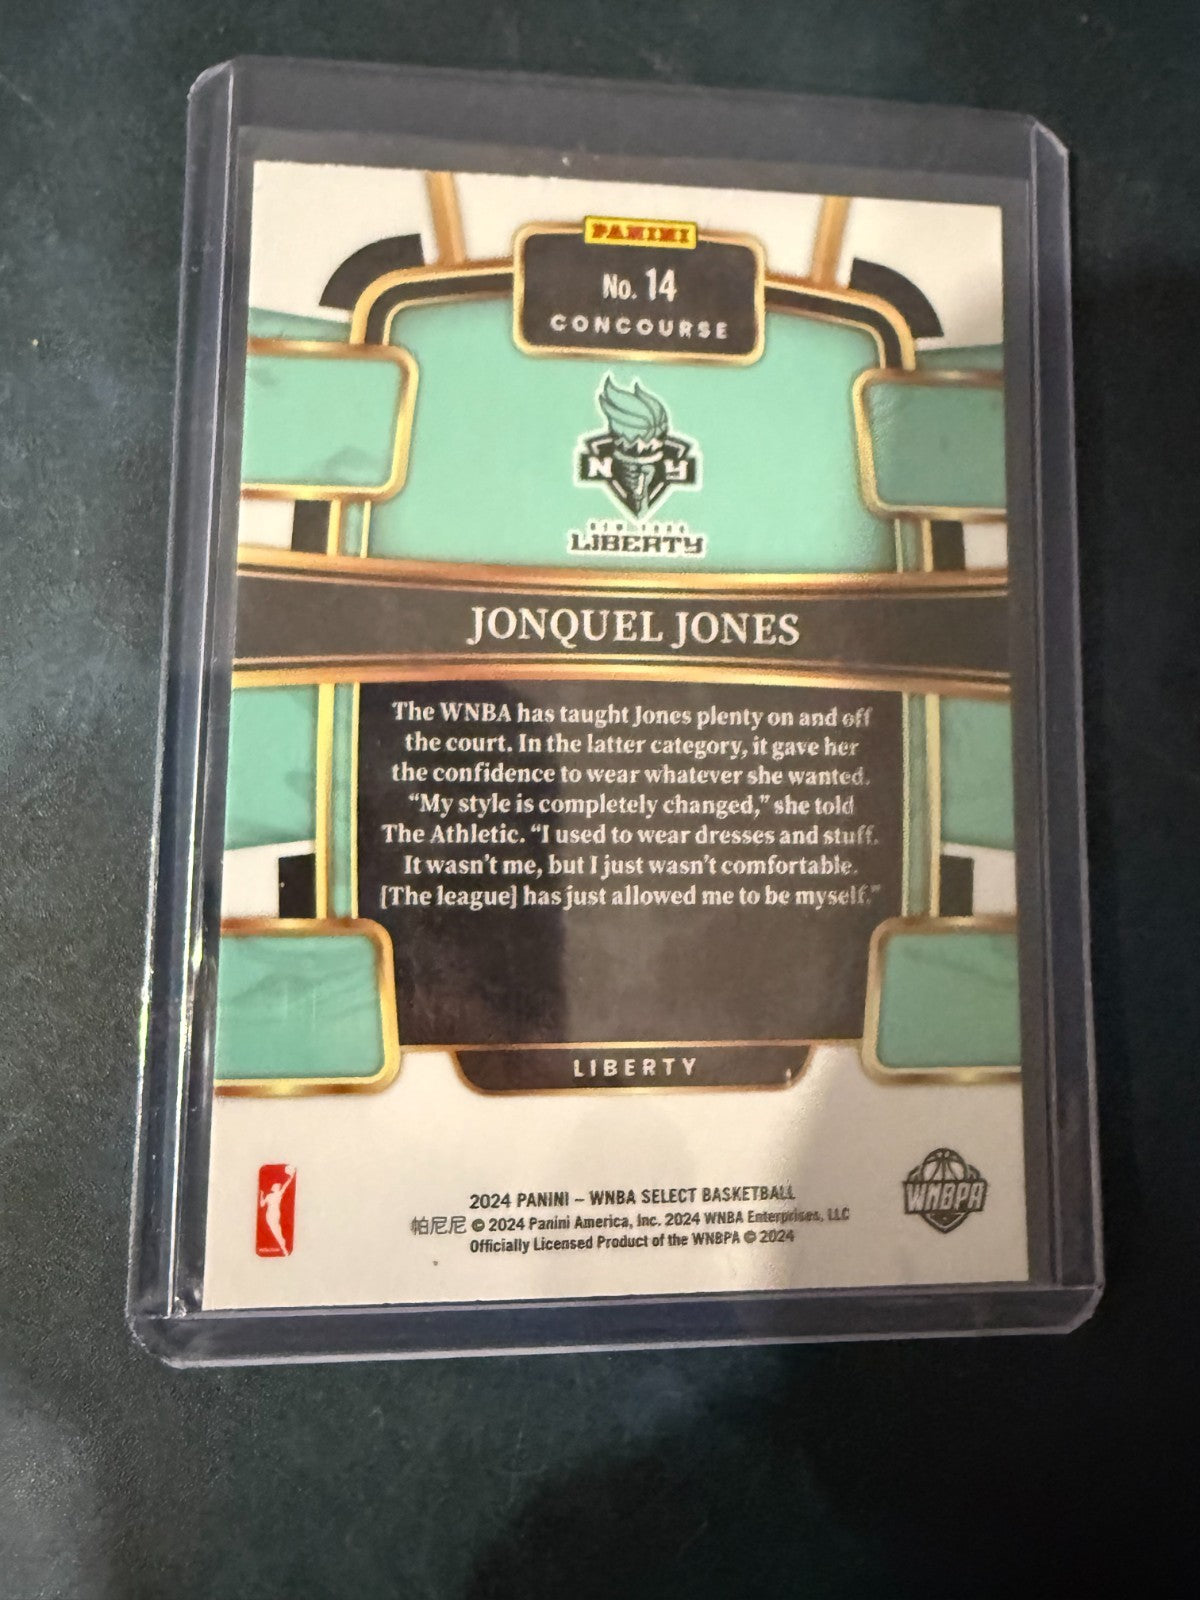 PANINI
No. 14
CONCOURSE
N Y
NEW YORK
LIBERTY
JONQUEL JONES
The WNBA has taught Jones plenty on and off
the court. In the latter category, it gave her
the confidence to wear whatever she wanted.
“My style is completely changed,” she told
The Athletic. “I used to wear dresses and stuff.
It wasn’t me, but I just wasn’t comfortable.
[The league] has just allowed me to be myself.”
LIBERTY
2024 PANINI – WNBA SELECT BASKETBALL
帕尼尼 © 2024 Panini America, Inc. 2024 WNBA Enterprises, LLC
Officially Licensed Product of the WNBPA © 2024
WNBPA